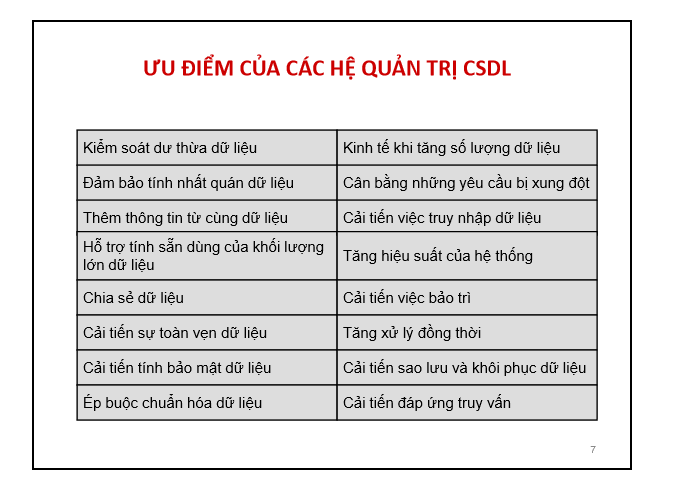 ƯU ĐIỂM CỦA CÁC HỆ QUẢN TRỊ CSDL
Kiểm soát dư thừa dữ liệu
Kinh tế khi tăng số lượng dữ liệu
Đảm bảo tính nhất quán dữ liệu
Cân bằng những yêu cầu bị xung đột
Thêm thông tin từ cùng dữ liệu
Cải tiến việc truy nhập dữ liệu
Hỗ trợ tính sẵn dùng của khối lượng
lớn dữ liệu
Tăng hiệu suất của hệ thống
Chia sẻ dữ liệu
Cải tiến việc bảo trì
Cải tiến sự toàn vẹn dữ liệu
Tăng xử lý đồng thời
Cải tiến tính bảo mật dữ liệu
Cải tiến sao lưu và khôi phục dữ liệu
Ép buộc chuẩn hóa dữ liệu
Cải tiến đáp ứng truy vấn
7